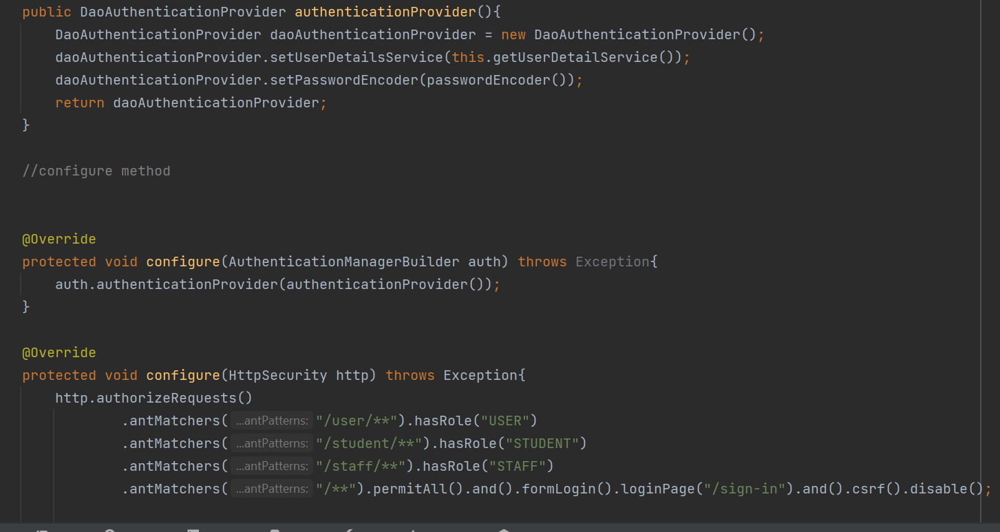 public DaoAuthenticationProvider authenticationProvider(){
DaoAuthenticationProvider daoAuthenticationProvider = new DaoAuthenticationProvider();
daoAuthenticationProvider.setUserDetailsService(this.getUserDetailService());
daoAuthenticationProvider.setPasswordEncoder(passwordEncoder());
return daoAuthenticationProvider;
}
//configure method
@Override
protected void configure(AuthenticationManagerBuilder auth) throws Exception{
auth.authenticationProvider(authenticationProvider());
}
@Override
protected void configure(HttpSecurity http) throws Exception{
http.authorizeRequests()
.antMatchers( ...antPatterns: "/user/**").hasRole("USER")
.antMatchers( ...antPatterns: "/student/**").hasRole("STUDENT")
.antMatchers( ...antPatterns: "/staff/**").hasRole("STAFF")
.antMatchers( ...antPatterns: "/**").permitAll().and().formLogin().loginPage("/sign-in").and().csrf().disable();